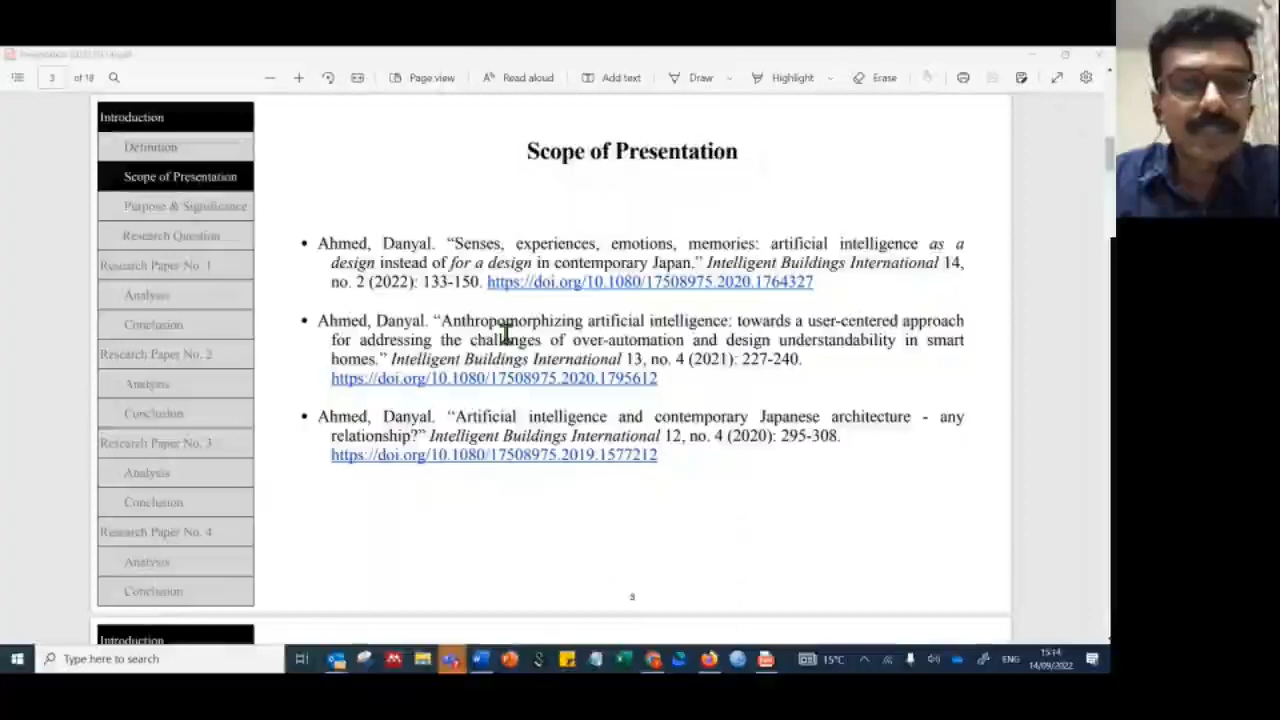 3 of 18
Page view
Read aloud
Add text
Draw
Highlight
Erase
Introduction
Definition
Scope of Presentation
Purpose & Significance
Research Question
Research Paper No. 1
Analysis
Conclusion
Research Paper No. 2
Analysis
Conclusion
Research Paper No. 3
Analysis
Conclusion
Research Paper No. 4
Analysis
Conclusion
Scope of Presentation
• Ahmed, Danyal. “Senses, experiences, emotions, memories: artificial intelligence as a
design instead of for a design in contemporary Japan.” Intelligent Buildings International 14,
no. 2 (2022): 133-150. https://doi.org/10.1080/17508975.2020.1764327
• Ahmed, Danyal. “Anthropomorphizing artificial intelligence: towards a user-centered approach
for addressing the challenges of over-automation and design understandability in smart
homes.” Intelligent Buildings International 13, no. 4 (2021): 227-240.
https://doi.org/10.1080/17508975.2020.1795612
• Ahmed, Danyal. “Artificial intelligence and contemporary Japanese architecture - any
relationship?” Intelligent Buildings International 12, no. 4 (2020): 295-308.
https://doi.org/10.1080/17508975.2019.1577212
3
Introduction
Type here to search
15°C
ENG
15:14
14/09/2022